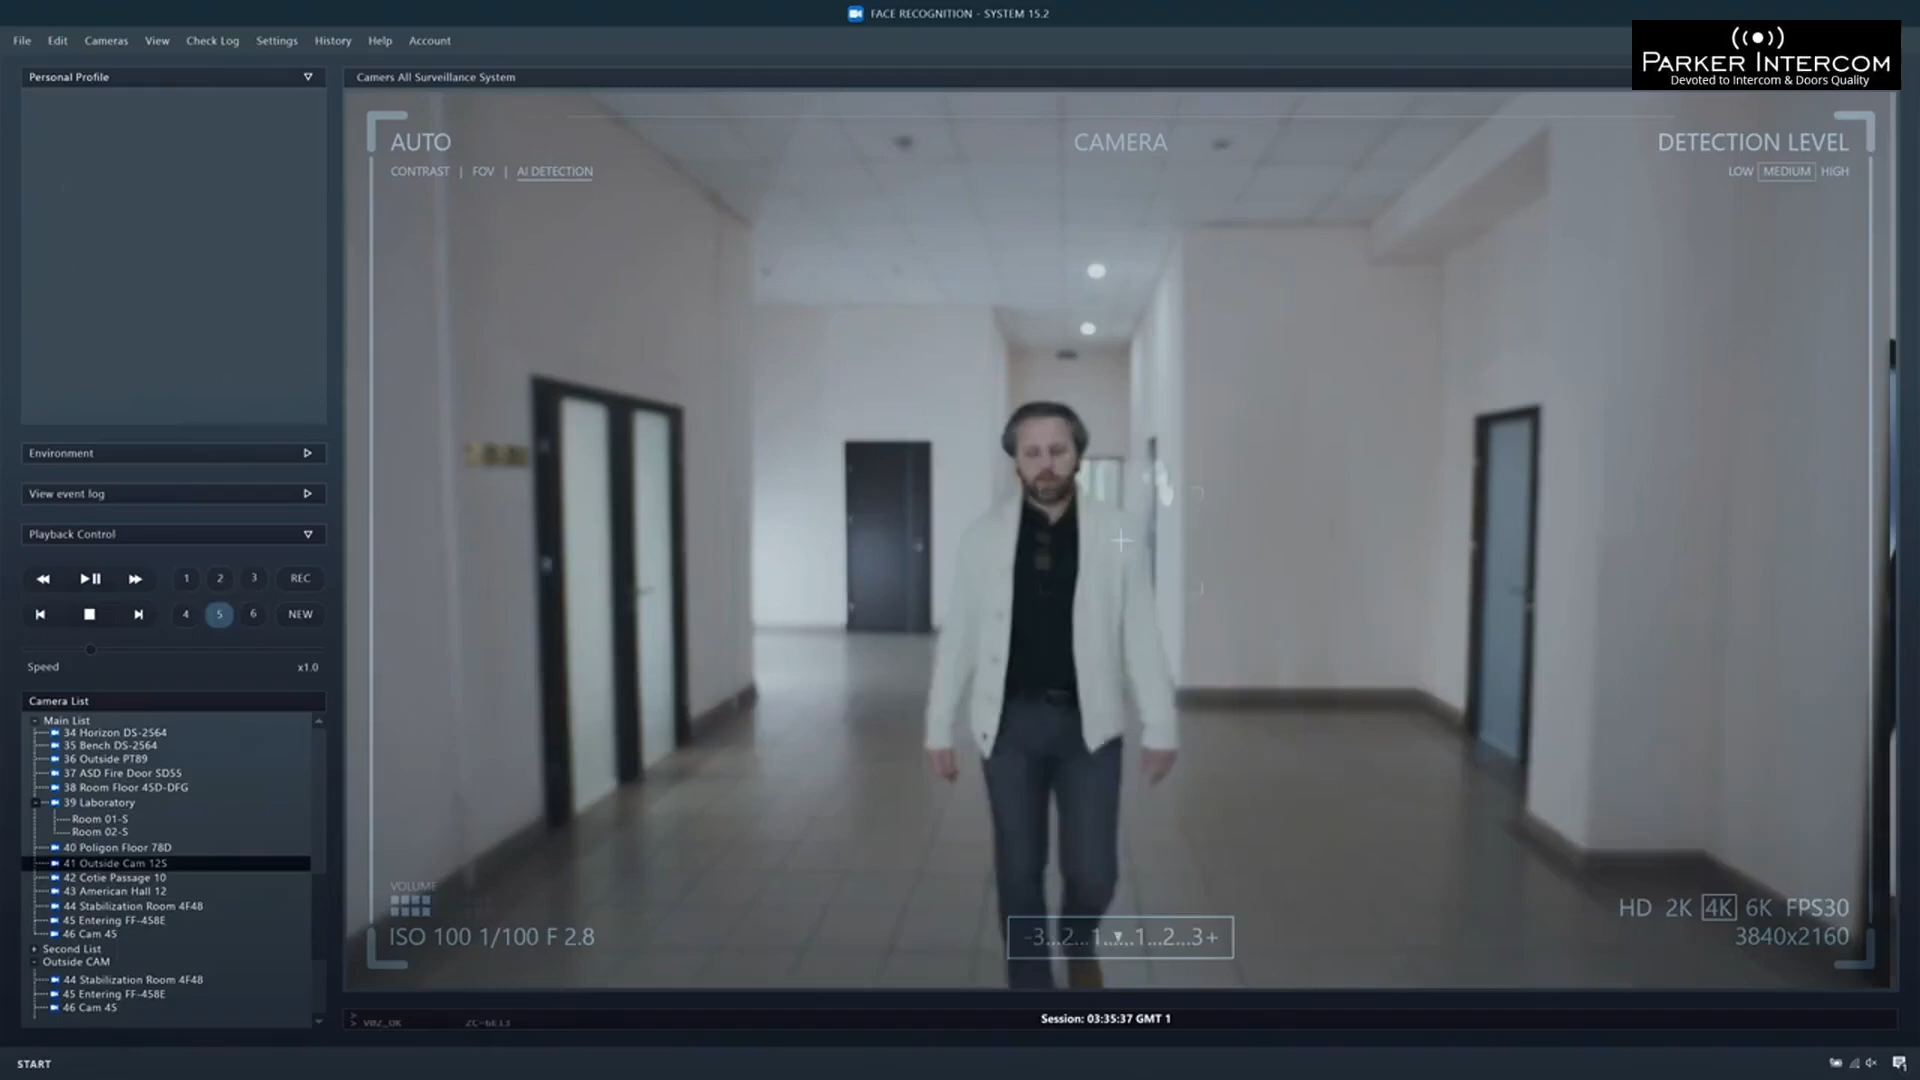 FACE RECOGNITION - SYSTEM 15.2
File Edit Cameras View Check Log Settings History Help Account
PARKER INTERCOM
Devoted to Intercom & Doors Quality
Personal Profile
Camers All Surveillance System
AUTO
CONTRAST | FOV | AI DETECTION
CAMERA
DETECTION LEVEL
LOW MEDIUM HIGH
Environment
View event log
Playback Control
1 2 3 REC
4 5 6 NEW
Speed x1.0
Camera List
Main List
34 Horizon DS-2564
35 Bench DS-2564
36 Outside PT89
37 ASD Fire Door SD55
38 Room Floor 45D-DFG
39 Laboratory
Room 01-S
Room 02-S
40 Poligon Floor 78D
41 Outside Cam 12S
42 Cotie Passage 10
43 American Hall 12
44 Stabilization Room 4F48
45 Entering FF-458E
46 Cam 45
Second List
Outside CAM
44 Stabilization Room 4F48
45 Entering FF-458E
46 Cam 45
VOLUME
ISO 100 1/100 F 2.8
-3...2...1......1...2...3+
HD 2K 4K 6K FPS30
3840x2160
Session: 03:35:37 GMT 1
START